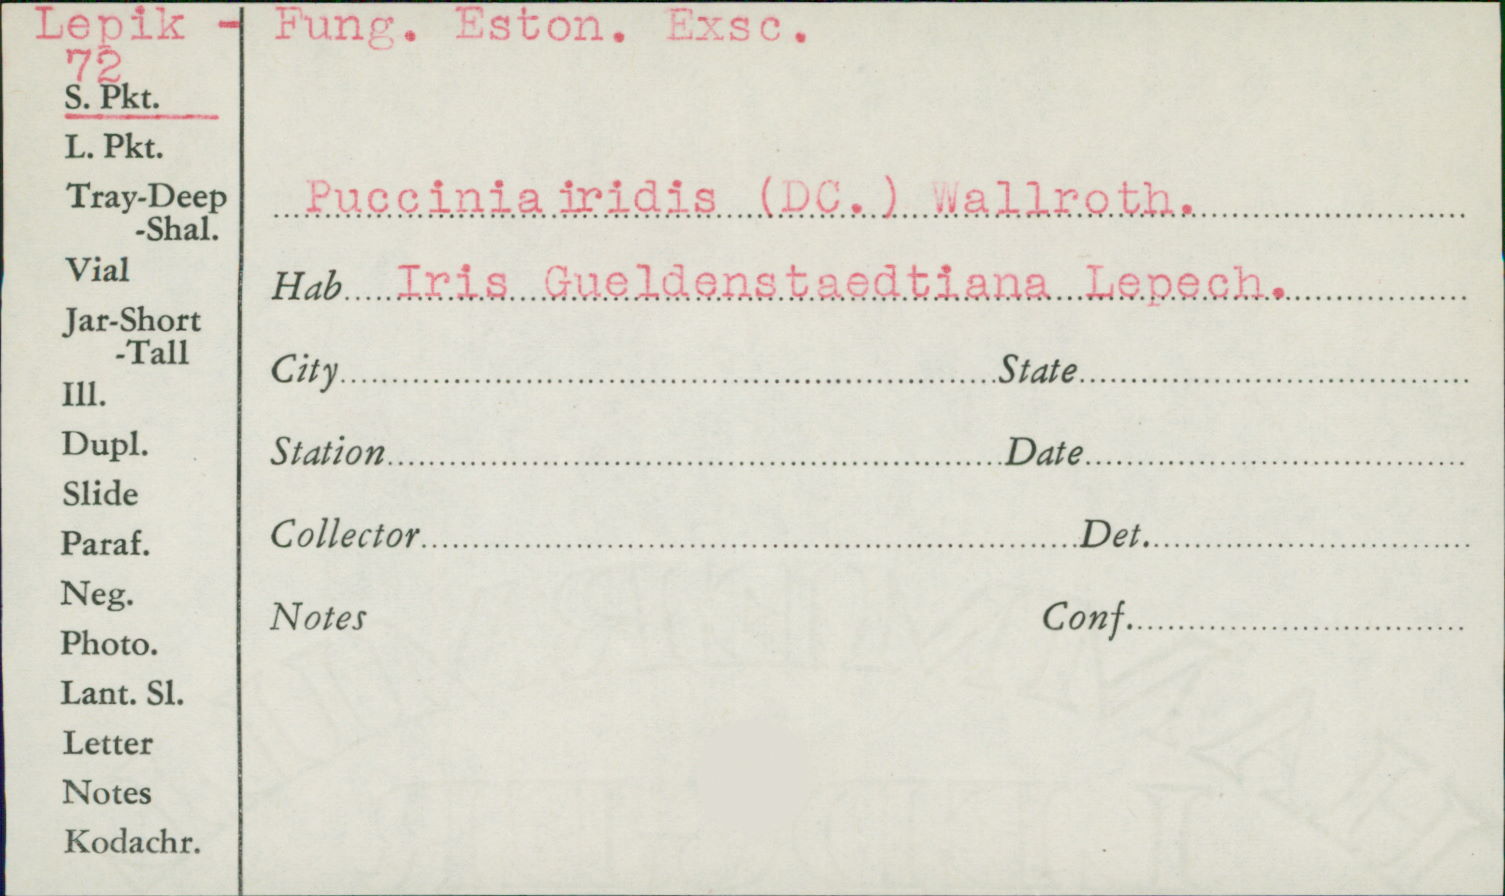 Lepik - Fung. Eston. Exsc.
72
S. Pkt.
L. Pkt.
Tray-Deep
-Shal.
Vial
Jar-Short
-Tall
Ill.
Dupl.
Slide
Paraf.
Neg.
Photo.
Lant. Sl.
Letter
Notes
Kodachr.
Puccinia iridis (DC.) Wallroth.
Hab Iris Gueldenstaedtiana Lepech.
City State
Station Date
Collector Det.
Notes Conf.